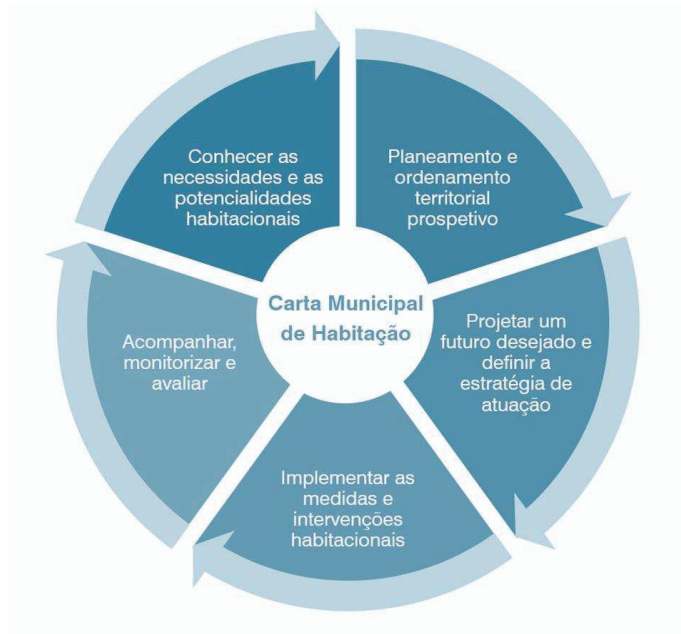 Conhecer as
necessidades e as
potencialidades
habitacionais
Planeamento e
ordenamento
territorial
prospetivo
Projetar um
futuro desejado e
definir a
estratégia de
atuação
Implementar as
medidas e
intervenções
habitacionais
Acompanhar,
monitorizar e
avaliar
Carta Municipal
de Habitação